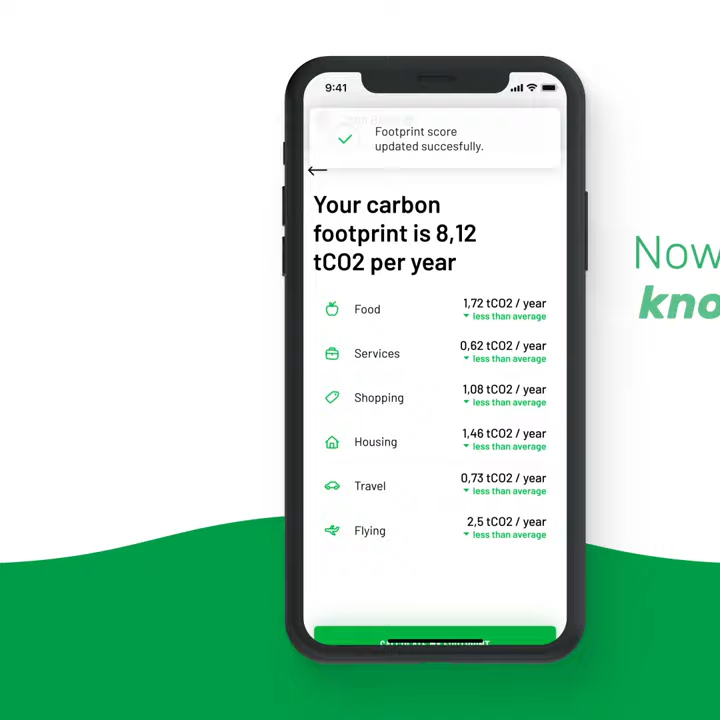 9:41
Footprint score
updated succesfully.
Your carbon
footprint is 8,12
tCO2 per year
Food
1,72 tCO2 / year
less than average
Services
0,62 tCO2 / year
less than average
Shopping
1,08 tCO2 / year
less than average
Housing
1,46 tCO2 / year
less than average
Travel
0,73 tCO2 / year
less than average
Flying
2,5 tCO2 / year
less than average
Now
kno